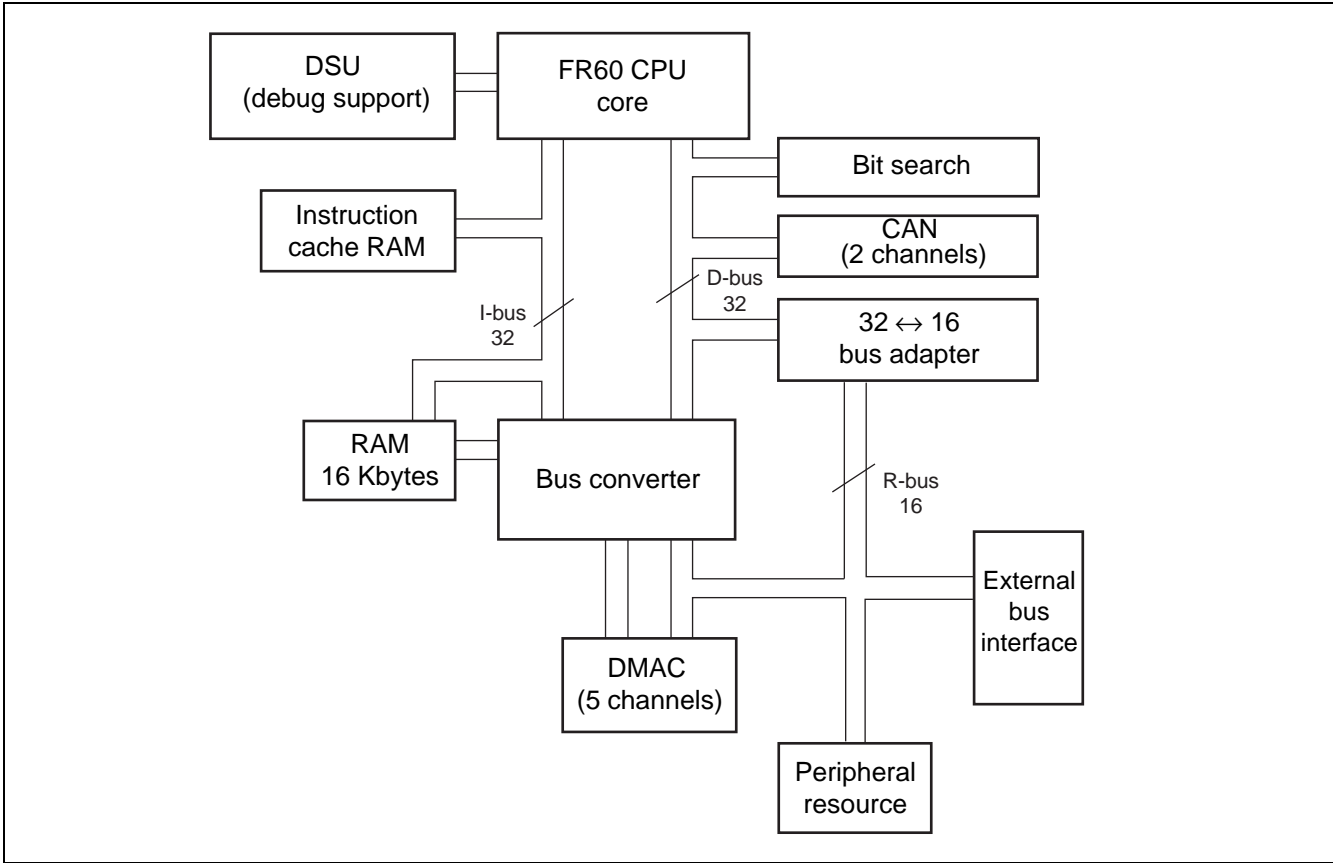 DSU
(debug support)
FR60 CPU
core
Bit search
Instruction
cache RAM
CAN
(2 channels)
I-bus
32
D-bus
32
32 ↔ 16
bus adapter
RAM
16 Kbytes
Bus converter
R-bus
16
External
bus
interface
DMAC
(5 channels)
Peripheral
resource